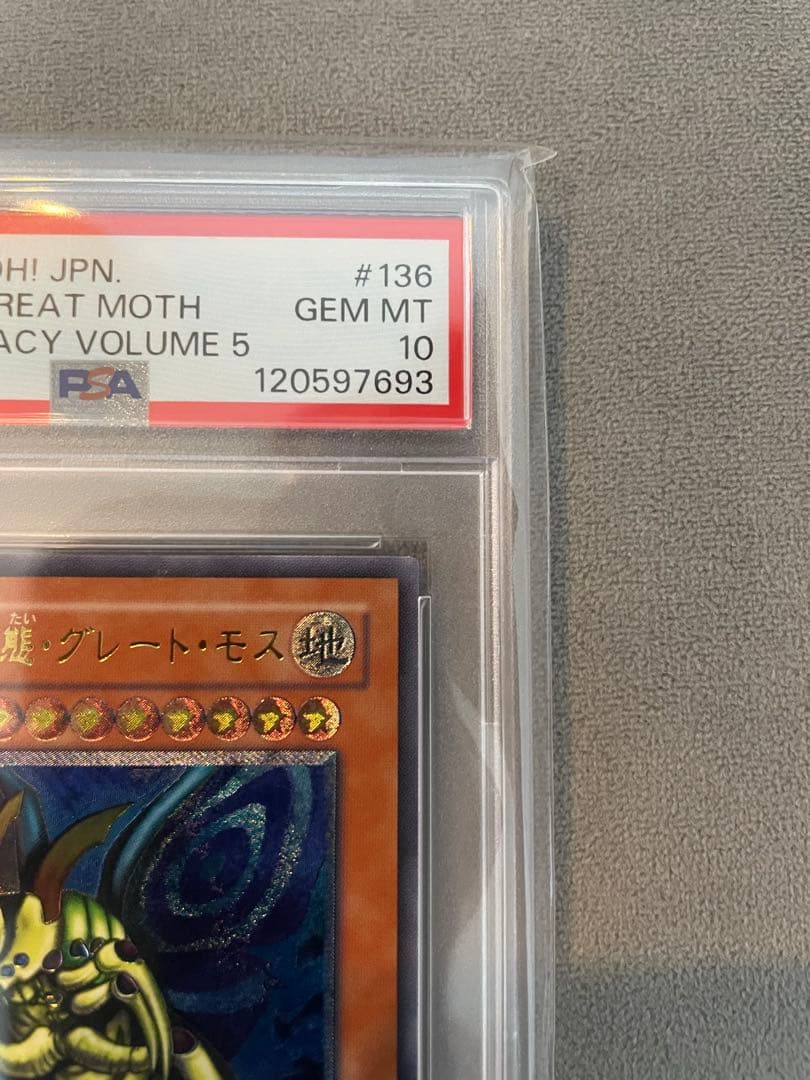 OH! JPN. #136
REAT MOTH GEM MT
ACY VOLUME 5 10
PSA 120597693
たい
態・グレート・モス 地